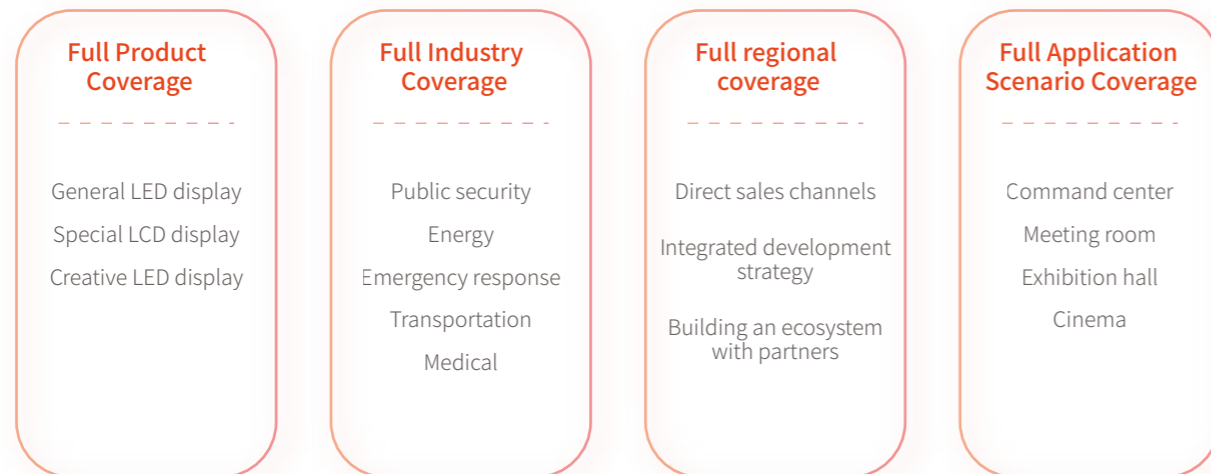 Full Product
Coverage
General LED display
Special LCD display
Creative LED display
Full Industry
Coverage
Public security
Energy
Emergency response
Transportation
Medical
Full regional
coverage
Direct sales channels
Integrated development
strategy
Building an ecosystem
with partners
Full Application
Scenario Coverage
Command center
Meeting room
Exhibition hall
Cinema